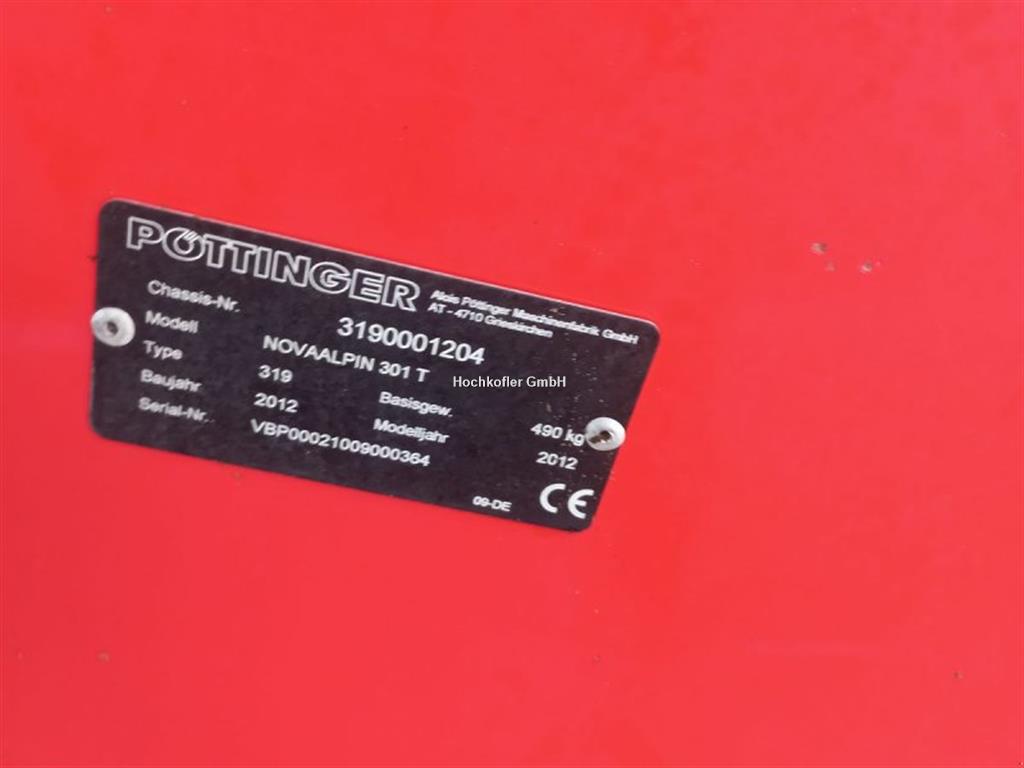 PÖTTINGER
Alois Pöttinger Maschinenfabrik GmbH
AT - 4710 Grieskirchen
Chassis-Nr. 3190001204
Modell NOVAALPIN 301 T
Type 319 Basisgew. 490 kg
Baujahr 2012 Modelljahr 2012
Serial-Nr. VBP00021009000364
09-DE CE
Hochkofler GmbH